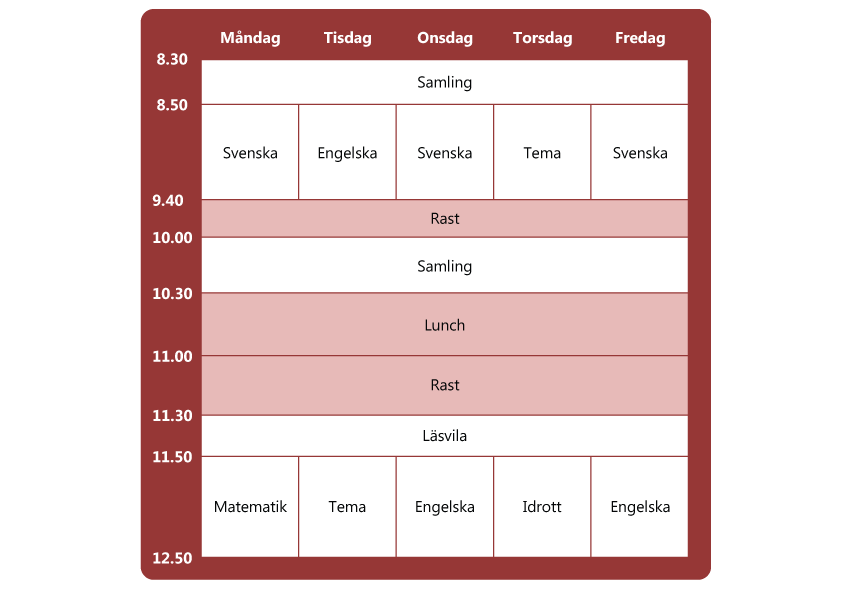 Måndag Tisdag Onsdag Torsdag Fredag
8.30
Samling
8.50
Svenska Engelska Svenska Tema Svenska
9.40
Rast
10.00
Samling
10.30
Lunch
11.00
Rast
11.30
Läsvila
11.50
Matematik Tema Engelska Idrott Engelska
12.50